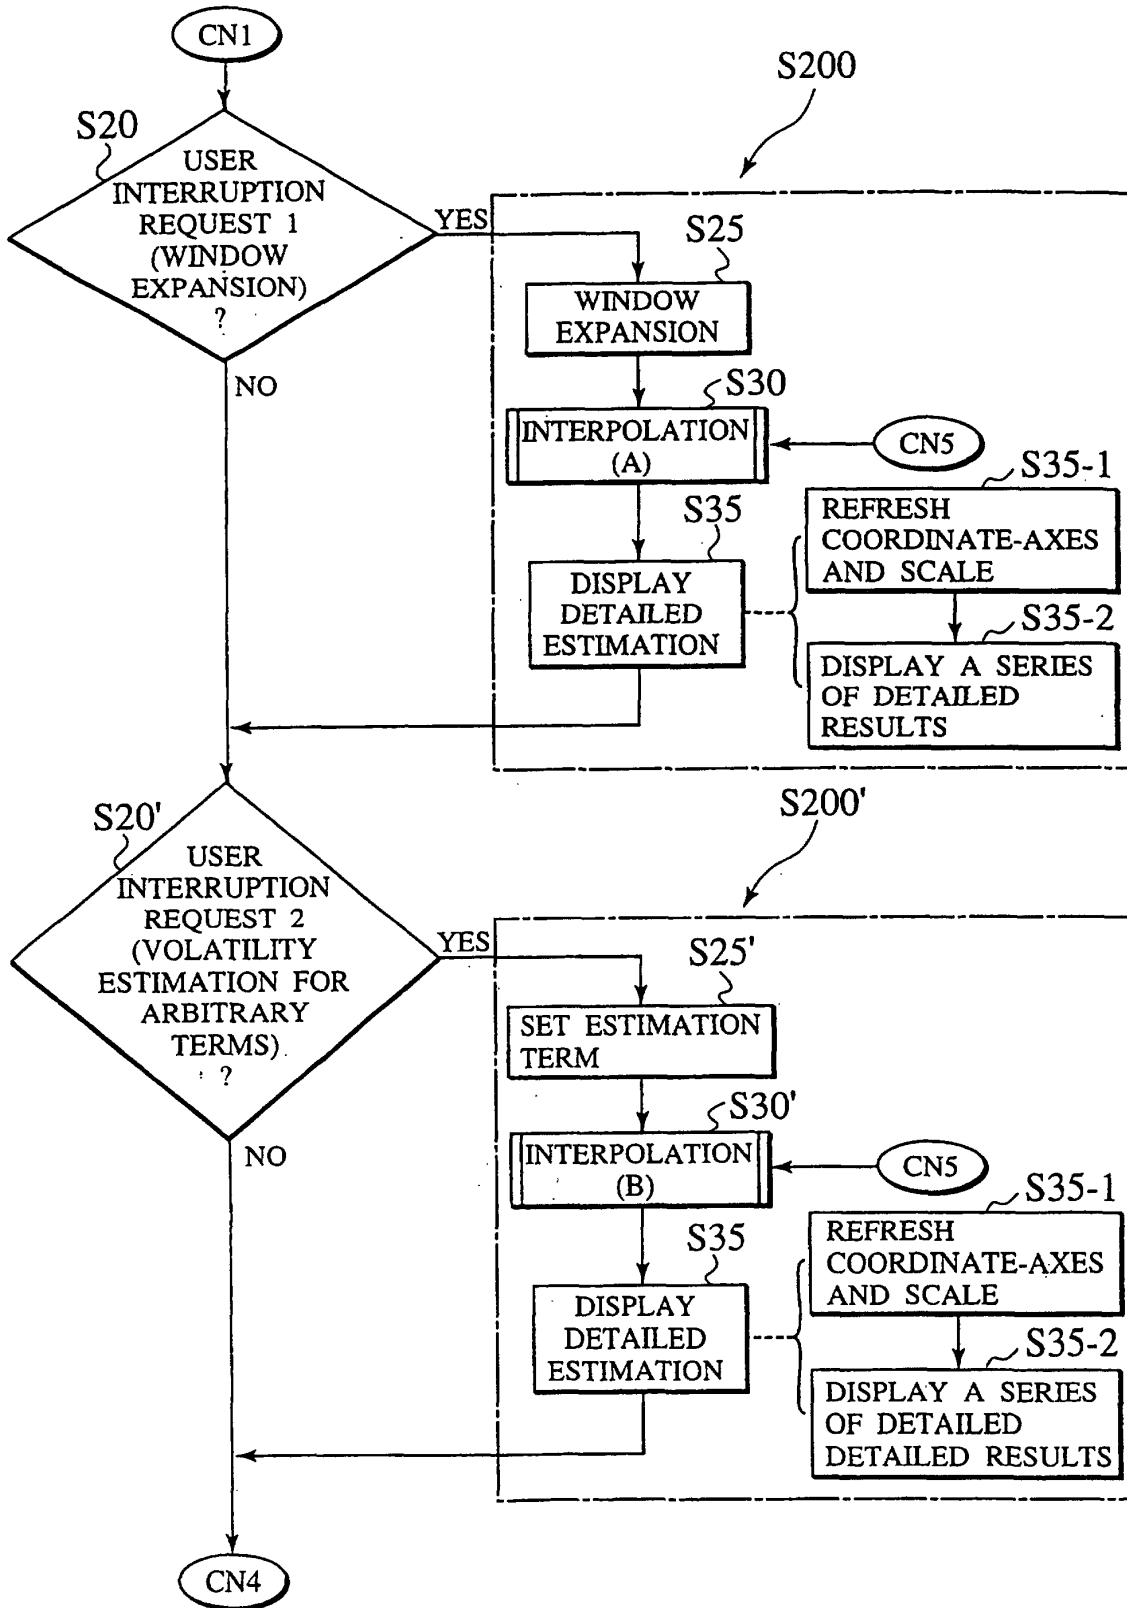 CN1
S200
S20
USER
INTERRUPTION
REQUEST 1
(WINDOW
EXPANSION)
?
YES
NO
S25
WINDOW
EXPANSION
S30
INTERPOLATION
(A)
CN5
S35
DISPLAY
DETAILED
ESTIMATION
S35-1
REFRESH
COORDINATE-AXES
AND SCALE
S35-2
DISPLAY A SERIES
OF DETAILED
RESULTS
S200'
S20'
USER
INTERRUPTION
REQUEST 2
(VOLATILITY
ESTIMATION FOR
ARBITRARY
TERMS)
?
YES
NO
S25'
SET ESTIMATION
TERM
S30'
INTERPOLATION
(B)
CN5
S35
DISPLAY
DETAILED
ESTIMATION
S35-1
REFRESH
COORDINATE-AXES
AND SCALE
S35-2
DISPLAY A SERIES
OF DETAILED
DETAILED RESULTS
CN4